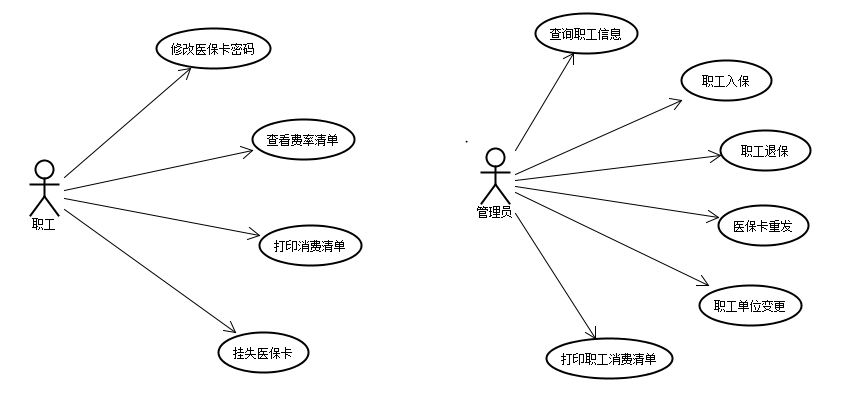 修改医保卡密码
查看费率清单
职工
打印消费清单
挂失医保卡
查询职工信息
职工入保
职工退保
管理员
医保卡重发
职工单位变更
打印职工消费清单